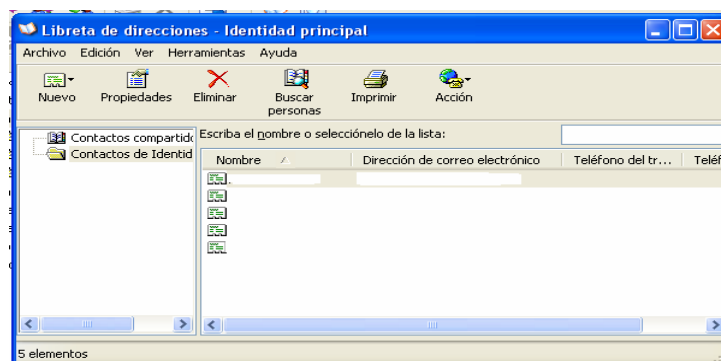 Libreta de direcciones - Identidad principal
Archivo Edición Ver Herramientas Ayuda
Nuevo Propiedades Eliminar Buscar personas Imprimir Acción
Contactos compartido
Contactos de Identid
Escriba el nombre o selecciónelo de la lista:
Nombre Dirección de correo electrónico Teléfono del tr... Teléf
5 elementos